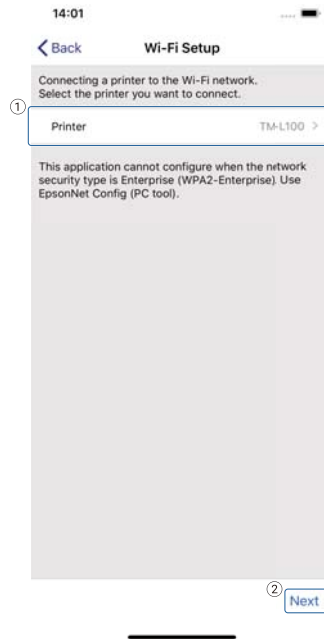 14:01
Back
Wi-Fi Setup
Connecting a printer to the Wi-Fi network.
Select the printer you want to connect.
①
Printer
TM-L100 >
This application cannot configure when the network
security type is Enterprise (WPA2-Enterprise). Use
EpsonNet Config (PC tool).
②
Next